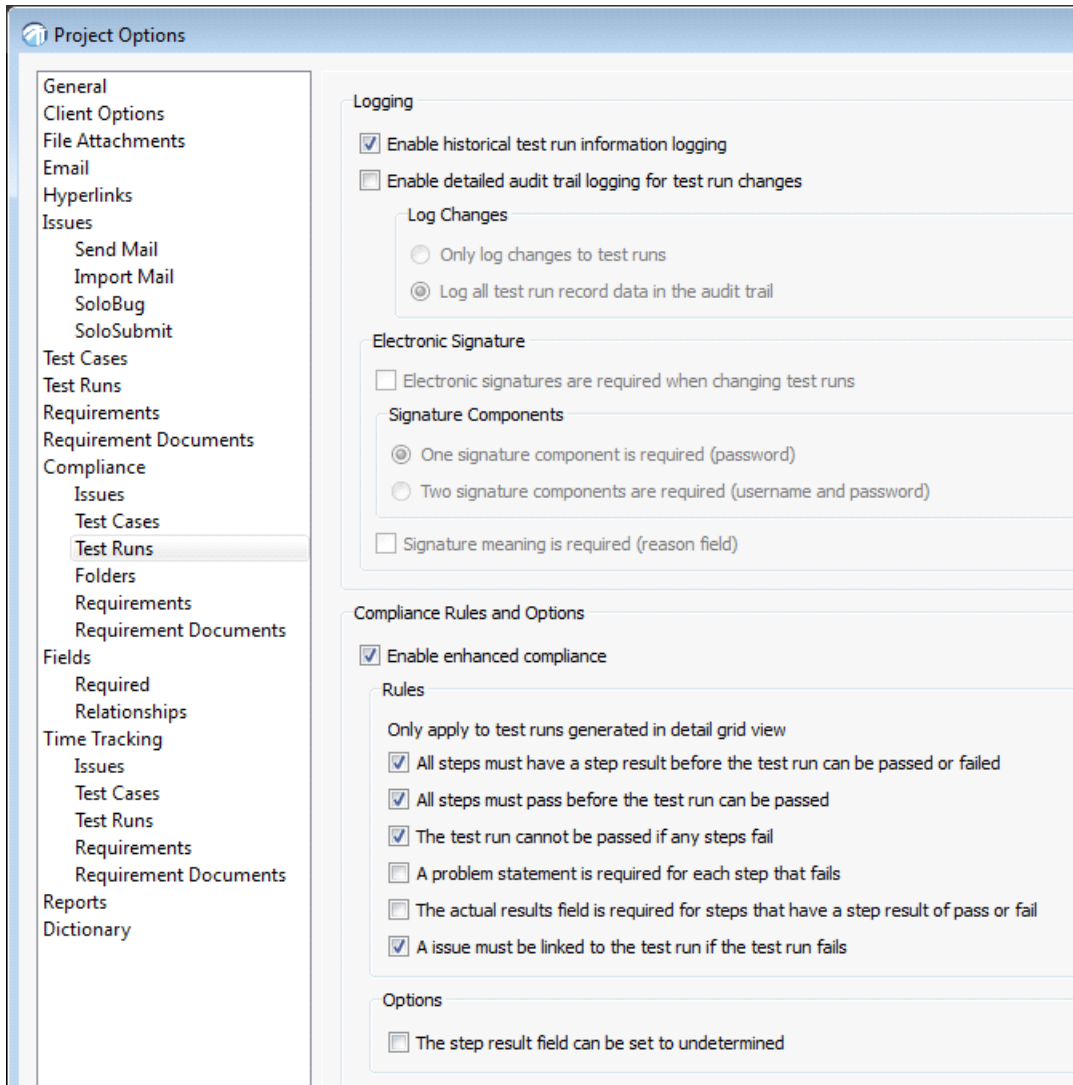 Project Options
General
Client Options
File Attachments
Email
Hyperlinks
Issues
Send Mail
Import Mail
SoloBug
SoloSubmit
Test Cases
Test Runs
Requirements
Requirement Documents
Compliance
Issues
Test Cases
Test Runs
Folders
Requirements
Requirement Documents
Fields
Required
Relationships
Time Tracking
Issues
Test Cases
Test Runs
Requirements
Requirement Documents
Reports
Dictionary
Logging
Enable historical test run information logging
Enable detailed audit trail logging for test run changes
Log Changes
Only log changes to test runs
Log all test run record data in the audit trail
Electronic Signature
Electronic signatures are required when changing test runs
Signature Components
One signature component is required (password)
Two signature components are required (username and password)
Signature meaning is required (reason field)
Compliance Rules and Options
Enable enhanced compliance
Rules
Only apply to test runs generated in detail grid view
All steps must have a step result before the test run can be passed or failed
All steps must pass before the test run can be passed
The test run cannot be passed if any steps fail
A problem statement is required for each step that fails
The actual results field is required for steps that have a step result of pass or fail
A issue must be linked to the test run if the test run fails
Options
The step result field can be set to undetermined